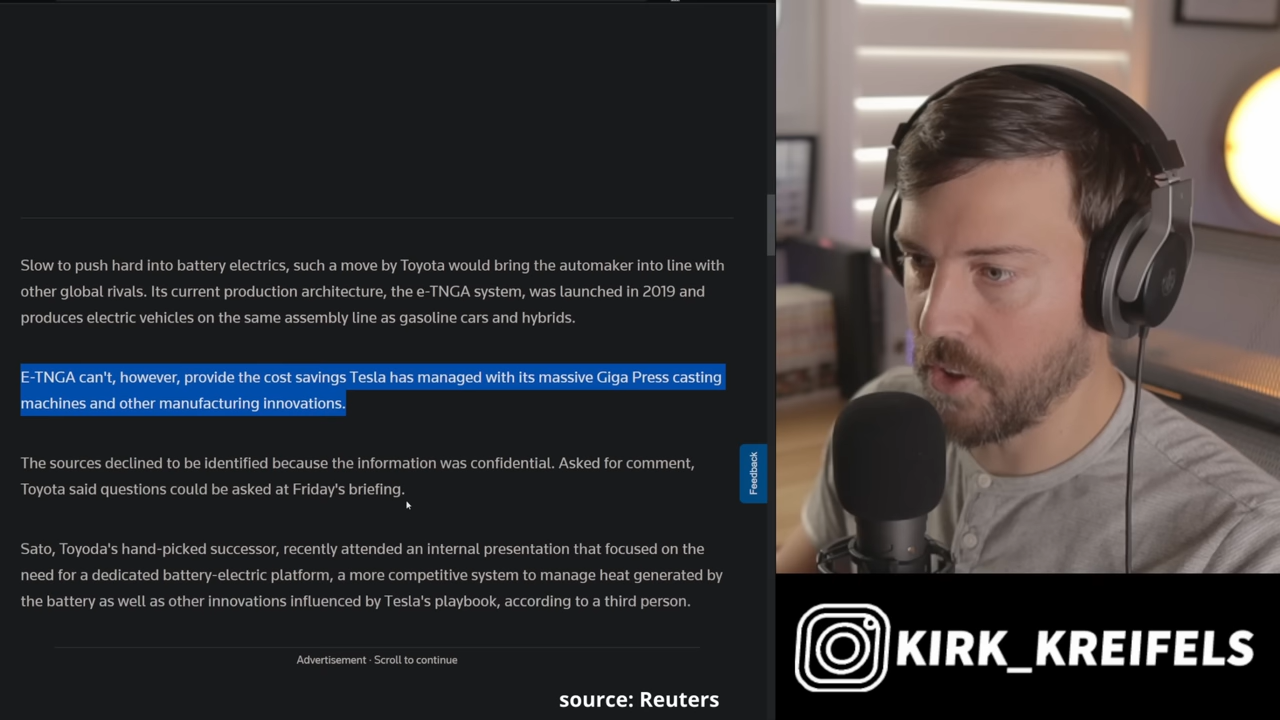 Slow to push hard into battery electrics, such a move by Toyota would bring the automaker into line with
other global rivals. Its current production architecture, the e-TNGA system, was launched in 2019 and
produces electric vehicles on the same assembly line as gasoline cars and hybrids.
E-TNGA can't, however, provide the cost savings Tesla has managed with its massive Giga Press casting
machines and other manufacturing innovations.
The sources declined to be identified because the information was confidential. Asked for comment,
Toyota said questions could be asked at Friday's briefing.
Feedback
Sato, Toyoda's hand-picked successor, recently attended an internal presentation that focused on the
need for a dedicated battery-electric platform, a more competitive system to manage heat generated by
the battery as well as other innovations influenced by Tesla's playbook, according to a third person.
Advertisement · Scroll to continue
source: Reuters
KIRK_KREIFELS